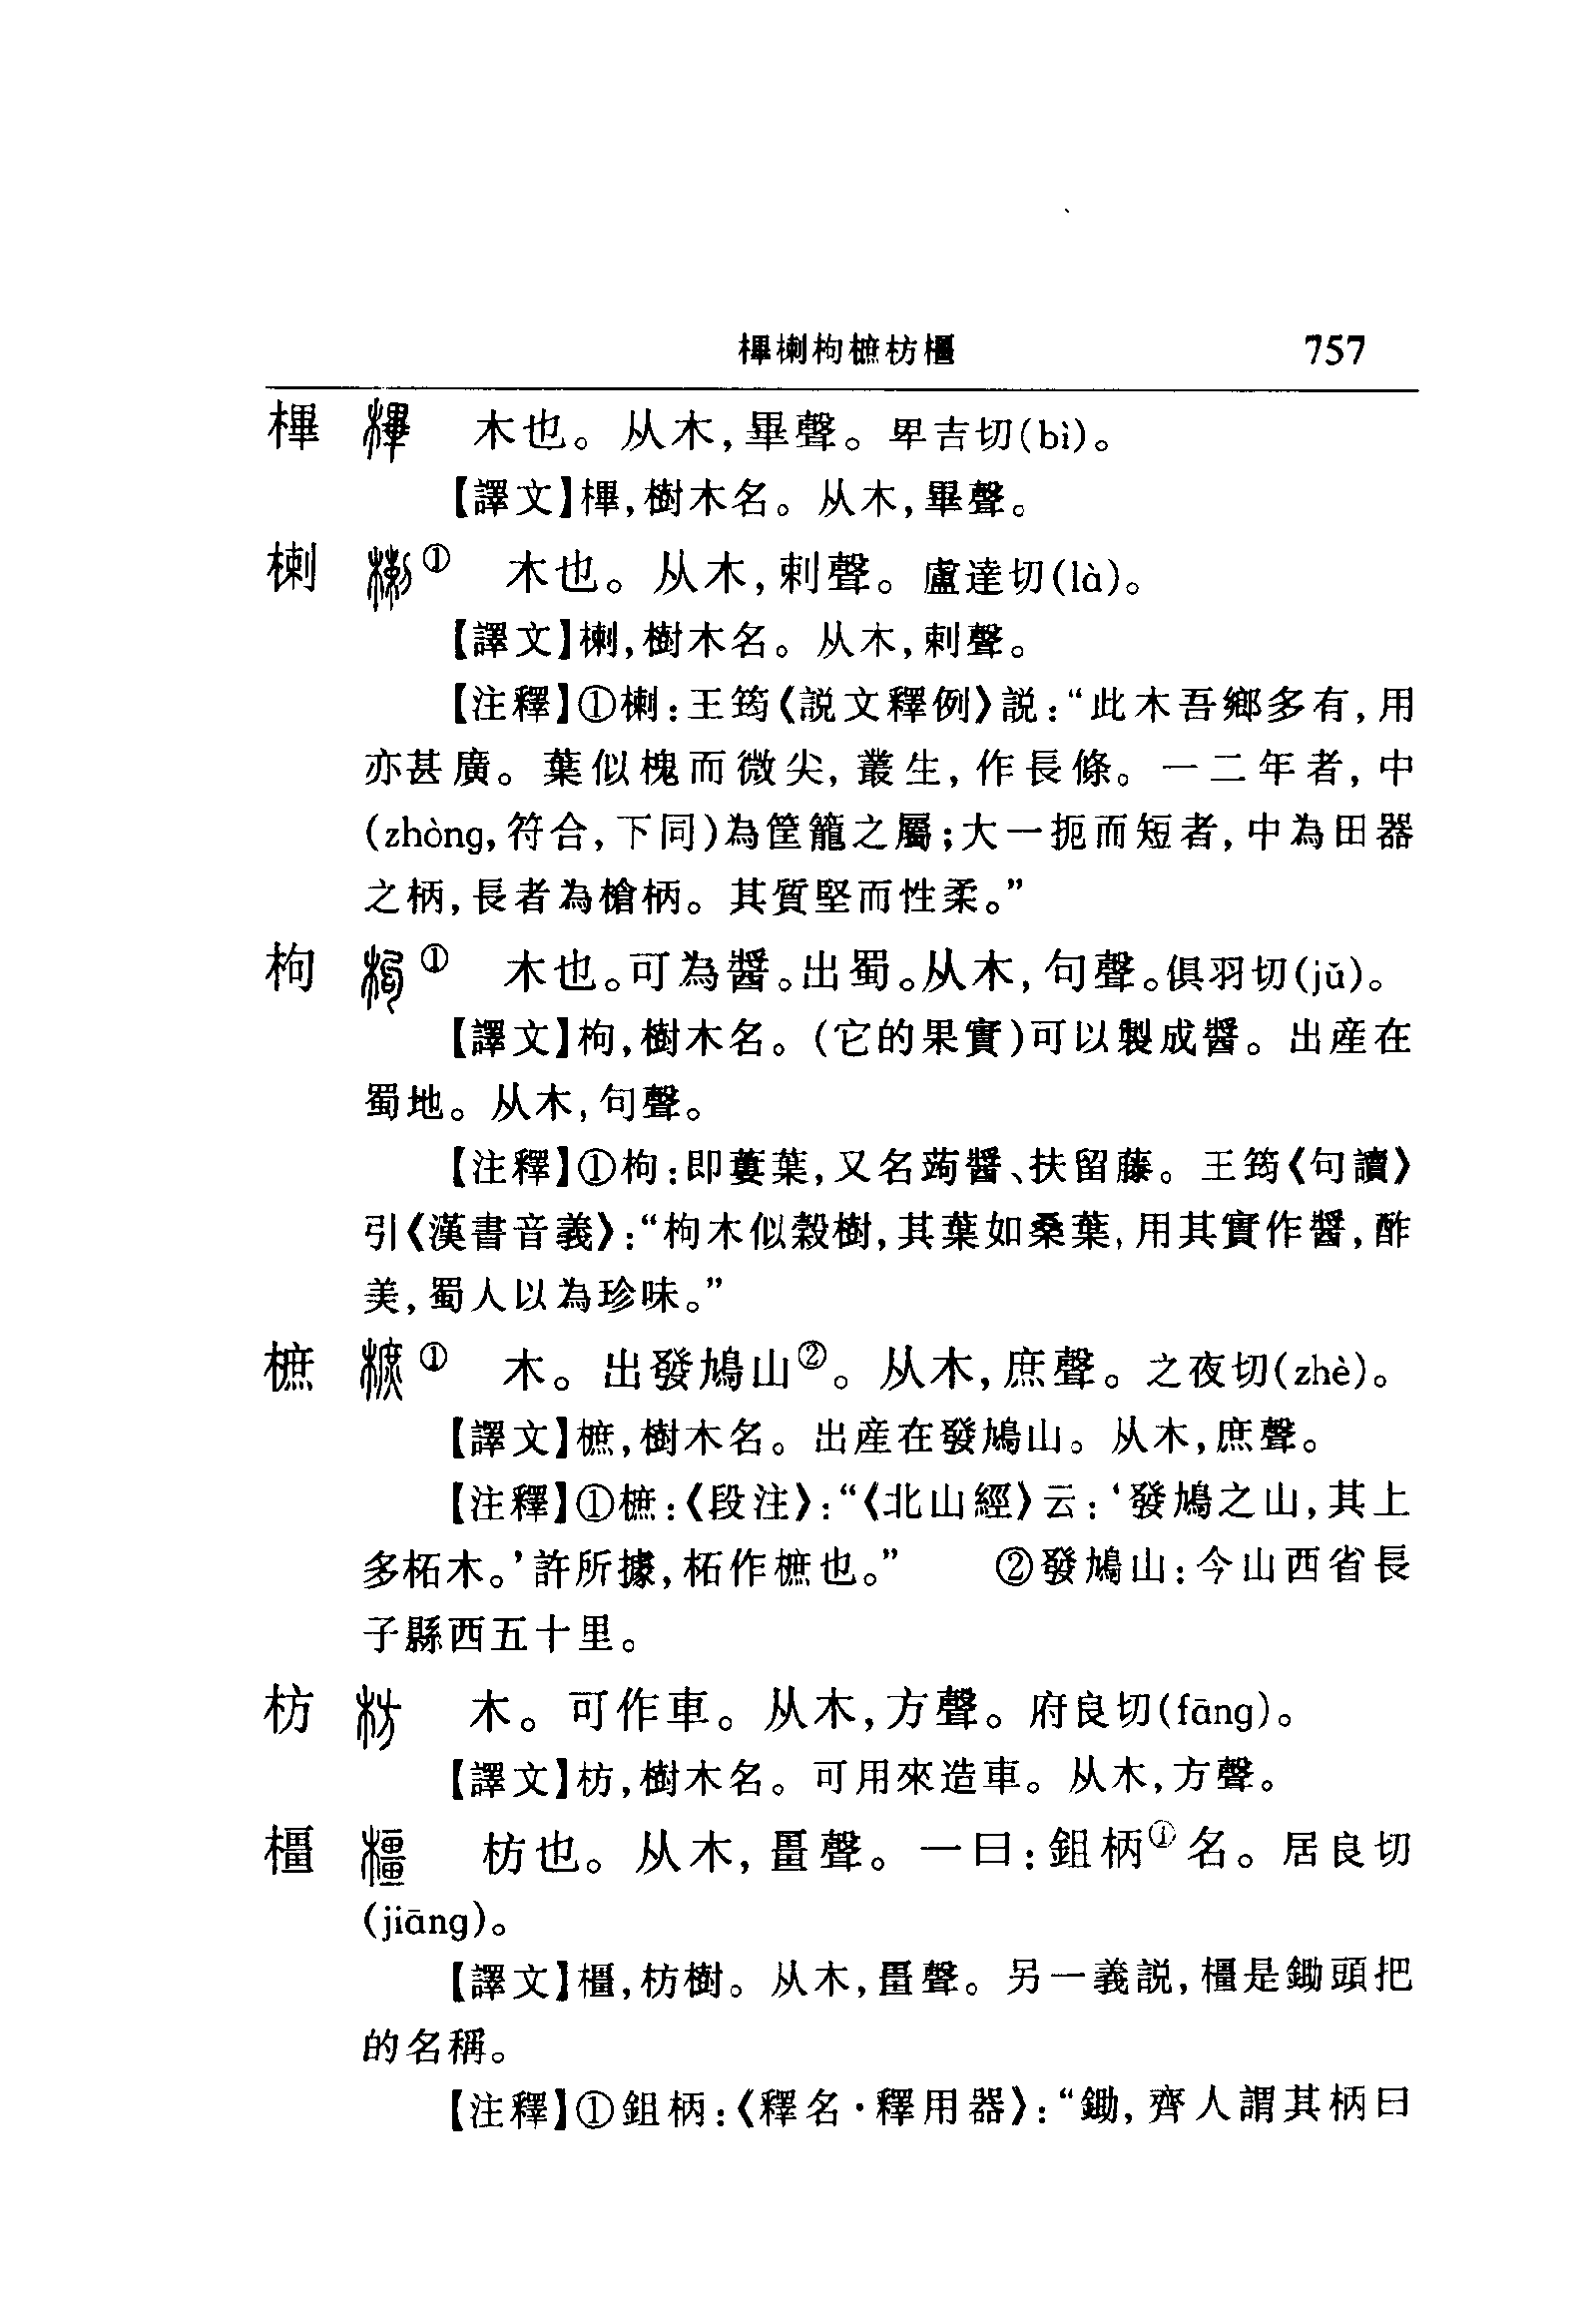 樿楋枸樜枋橿 757
樿 木也。从木,畢聲。卑吉切(bì)。
【譯文】樿,樹木名。从木,畢聲。
楋 ① 木也。从木,剌聲。盧達切(là)。
【譯文】楋,樹木名。从木,剌聲。
【注釋】①楋:王筠《説文釋例》説:“此木吾鄉多有,用
亦甚廣。葉似槐而微尖,叢生,作長條。一二年者,中
(zhòng,符合,下同)為筐籠之屬;大一扼而短者,中為田器
之柄,長者為槍柄。其質堅而性柔。”
枸 ① 木也。可為醬。出蜀。从木,句聲。俱羽切(jǔ)。
【譯文】枸,樹木名。(它的果實)可以製成醬。出産在
蜀地。从木,句聲。
【注釋】①枸:即蔞葉,又名蒟醬、扶留藤。王筠《句讀》
引《漢書音義》:“枸木似榖樹,其葉如桑葉,用其實作醬,酢
美,蜀人以為珍味。”
樜 ① 木。出發鳩山②。从木,庶聲。之夜切(zhè)。
【譯文】樜,樹木名。出産在發鳩山。从木,庶聲。
【注釋】①樜:《段注》:“《北山經》云:‘發鳩之山,其上
多柘木。’許所據,柘作樜也。” ②發鳩山:今山西省長
子縣西五十里。
枋 木。可作車。从木,方聲。府良切(fāng)。
【譯文】枋,樹木名。可用來造車。从木,方聲。
橿 枋也。从木,畺聲。一曰:鉏柄①名。居良切
(jiāng)。
【譯文】橿,枋樹。从木,畺聲。另一義説,橿是鋤頭把
的名稱。
【注釋】①鉏柄:《釋名·釋用器》:“鋤,齊人謂其柄曰